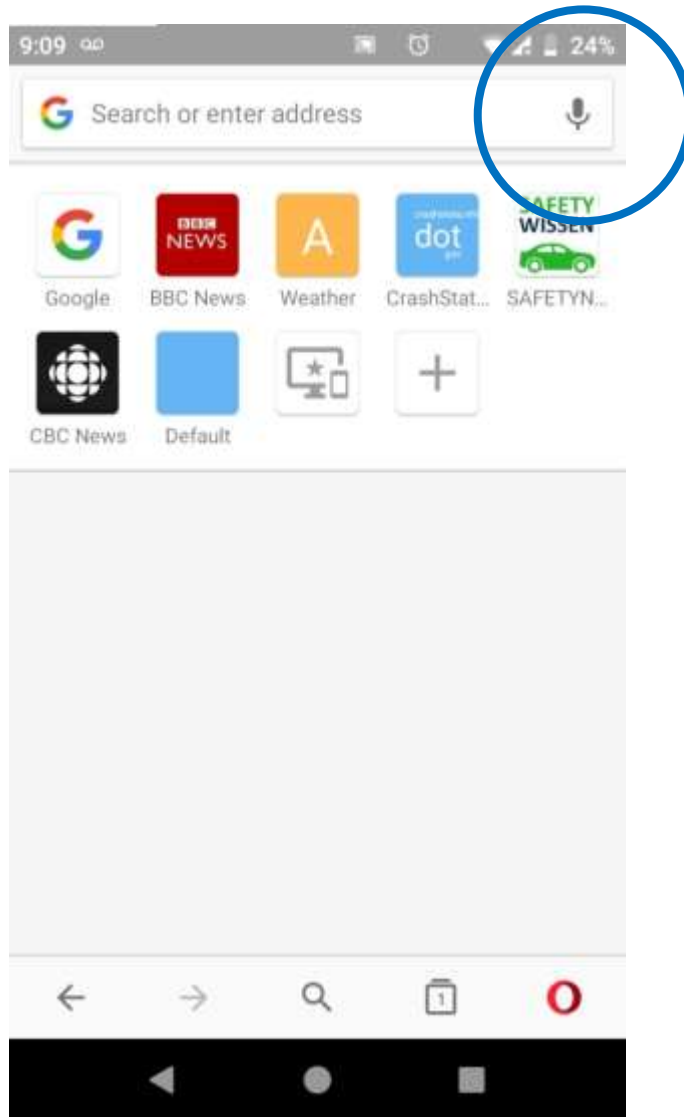 9:09 24%
G Search or enter address
G BBC NEWS A dot SAFETY WISSEN
Google BBC News Weather CrashStat... SAFETYN...
CBC News Default
1